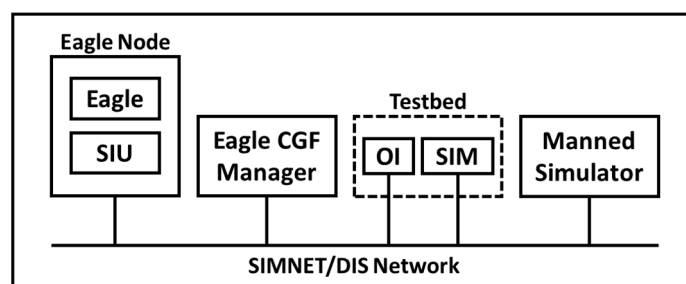 Eagle Node
Eagle
SIU
Eagle CGF
Manager
Testbed
OI
SIM
Manned
Simulator
SIMNET/DIS Network